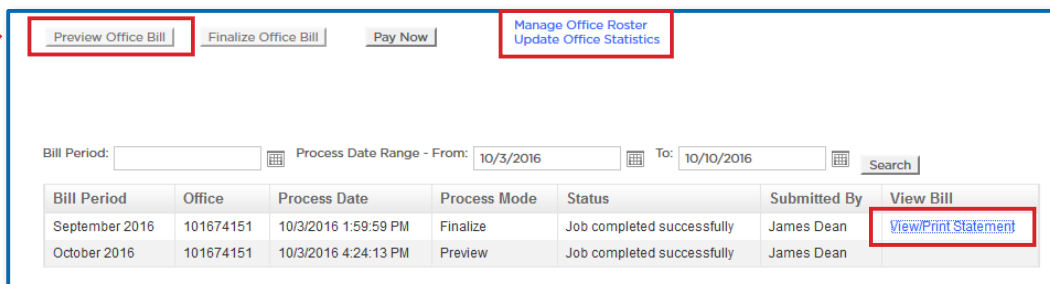 Preview Office Bill Finalize Office Bill Pay Now Manage Office Roster
Update Office Statistics
Bill Period: Process Date Range - From: 10/3/2016 To: 10/10/2016 Search
Bill Period Office Process Date Process Mode Status Submitted By View Bill
September 2016 101674151 10/3/2016 1:59:59 PM Finalize Job completed successfully James Dean View/Print Statement
October 2016 101674151 10/3/2016 4:24:13 PM Preview Job completed successfully James Dean